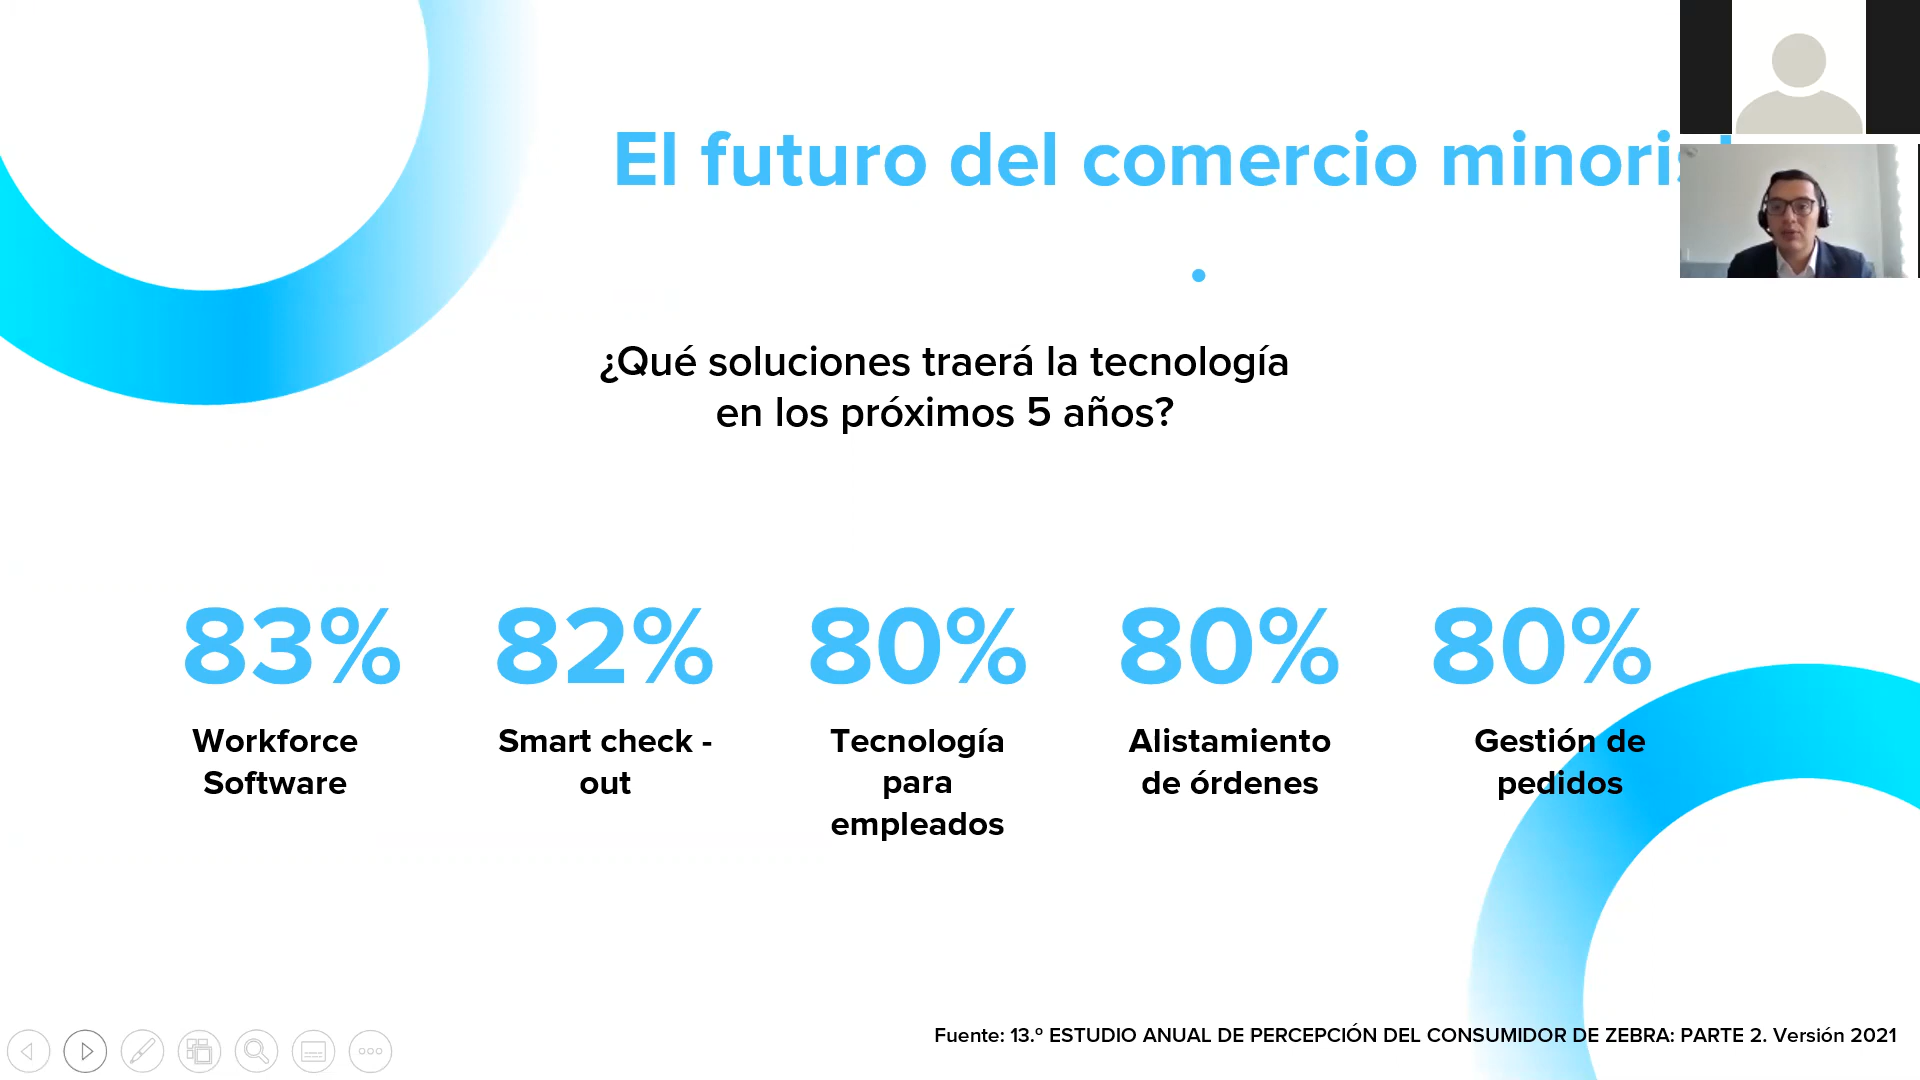 El futuro del comercio minoris
¿Qué soluciones traerá la tecnología
en los próximos 5 años?
83%
82%
80%
80%
80%
Workforce
Software
Smart check -
out
Tecnología
para
empleados
Alistamiento
de órdenes
Gestión de
pedidos
Fuente: 13.º ESTUDIO ANUAL DE PERCEPCIÓN DEL CONSUMIDOR DE ZEBRA: PARTE 2. Versión 2021